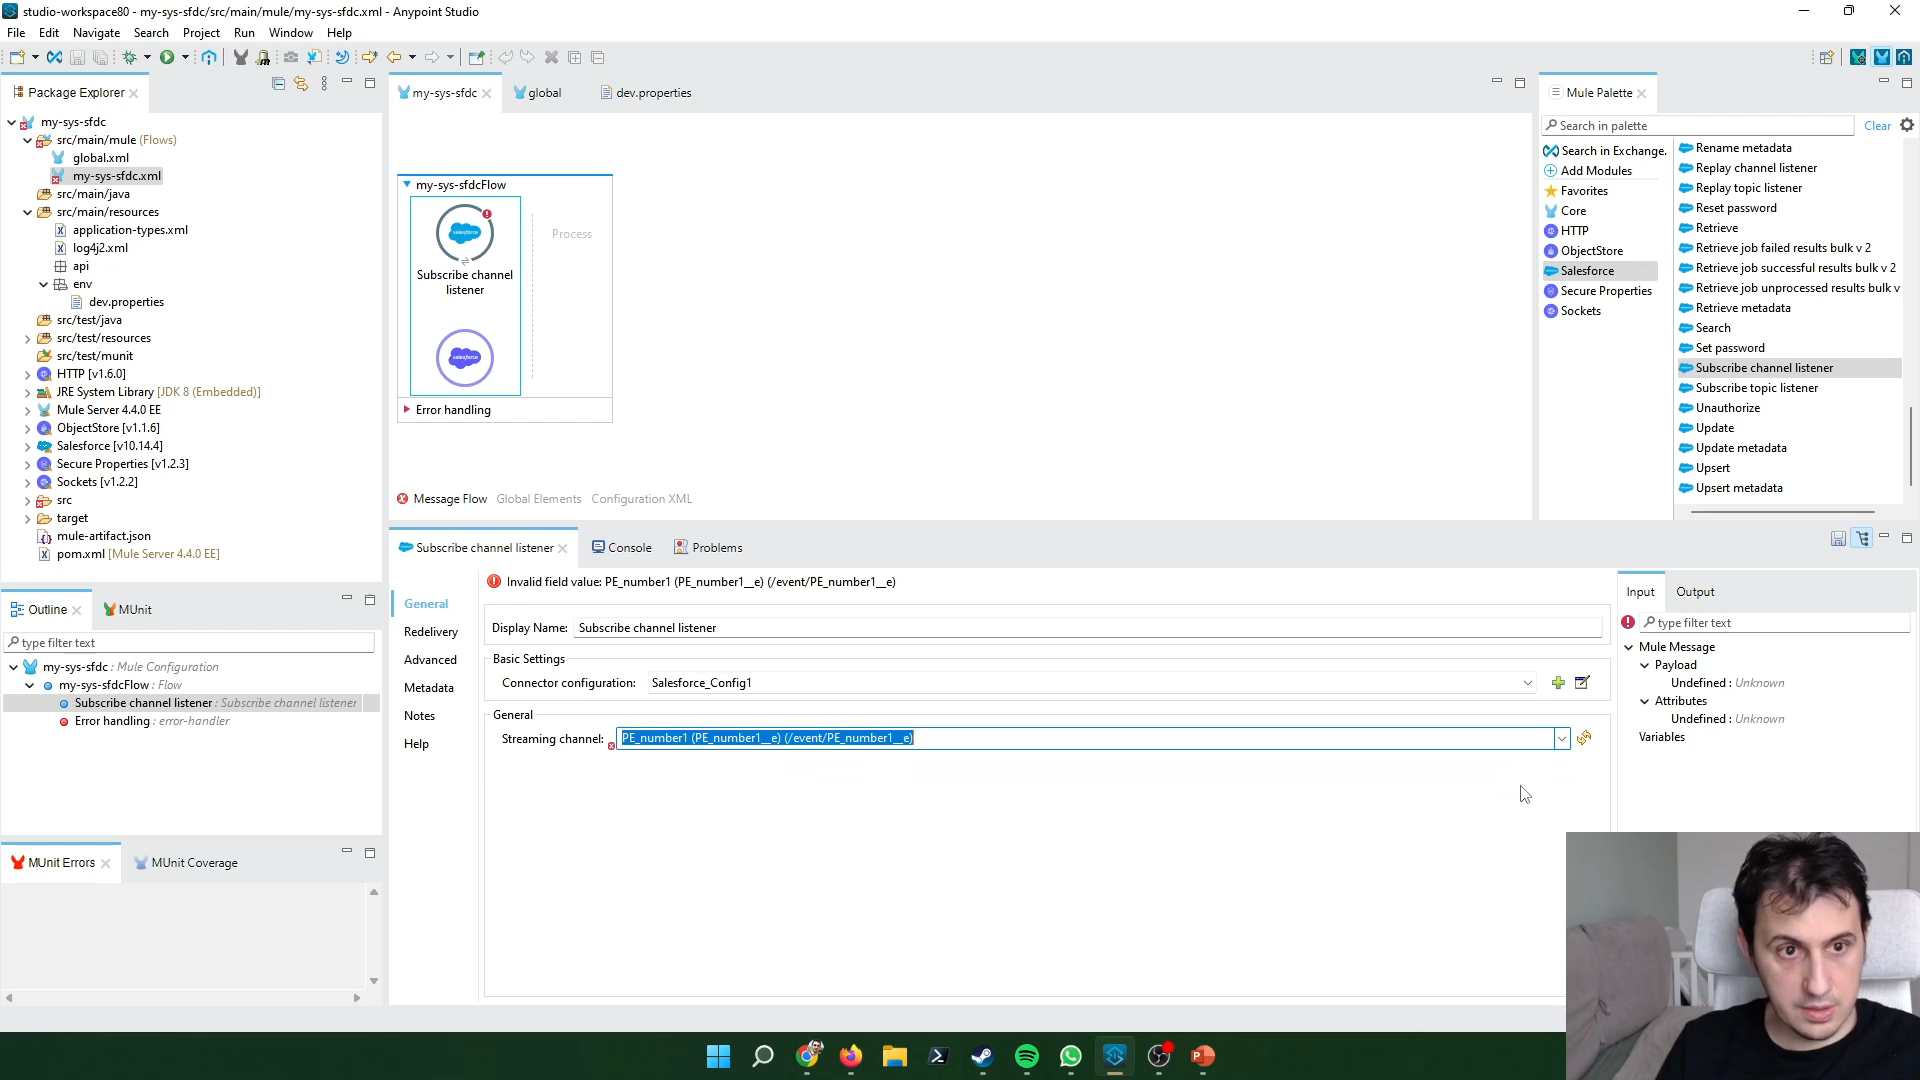 studio-workspace80 - my-sys-sfdc/src/main/mule/my-sys-sfdc.xml - Anypoint Studio
File Edit Navigate Search Project Run Window Help
Package Explorer
my-sys-sfdc
src/main/mule (Flows)
global.xml
my-sys-sfdc.xml
src/main/java
src/main/resources
application-types.xml
log4j2.xml
api
env
dev.properties
src/test/java
src/test/resources
src/test/munit
HTTP [v1.6.0]
JRE System Library [JDK 8 (Embedded)]
Mule Server 4.4.0 EE
ObjectStore [v1.1.6]
Salesforce [v10.14.4]
Secure Properties [v1.2.3]
Sockets [v1.2.2]
src
target
mule-artifact.json
pom.xml [Mule Server 4.4.0 EE]
Outline MUnit
type filter text
my-sys-sfdc : Mule Configuration
my-sys-sfdcFlow : Flow
Subscribe channel listener : Subscribe channel listener
Error handling : error-handler
MUnit Errors MUnit Coverage
my-sys-sfdc global dev.properties
my-sys-sfdcFlow
salesforce
Process
Subscribe channel
listener
salesforce
Error handling
Message Flow Global Elements Configuration XML
Subscribe channel listener Console Problems
Invalid field value: PE_number1 (PE_number1__e) (/event/PE_number1__e)
General
Redelivery
Advanced
Metadata
Notes
Help
Display Name: Subscribe channel listener
Basic Settings
Connector configuration: Salesforce_Config1
General
Streaming channel: PE_number1 (PE_number1__e) (/event/PE_number1__e)
Mule Palette
Search in palette Clear
Search in Exchange.
Add Modules
Favorites
Core
HTTP
ObjectStore
Salesforce
Secure Properties
Sockets
Rename metadata
Replay channel listener
Replay topic listener
Reset password
Retrieve
Retrieve job failed results bulk v 2
Retrieve job successful results bulk v 2
Retrieve job unprocessed results bulk v
Retrieve metadata
Search
Set password
Subscribe channel listener
Subscribe topic listener
Unauthorize
Update
Update metadata
Upsert
Upsert metadata
Input Output
type filter text
Mule Message
Payload
Undefined : Unknown
Attributes
Undefined : Unknown
Variables